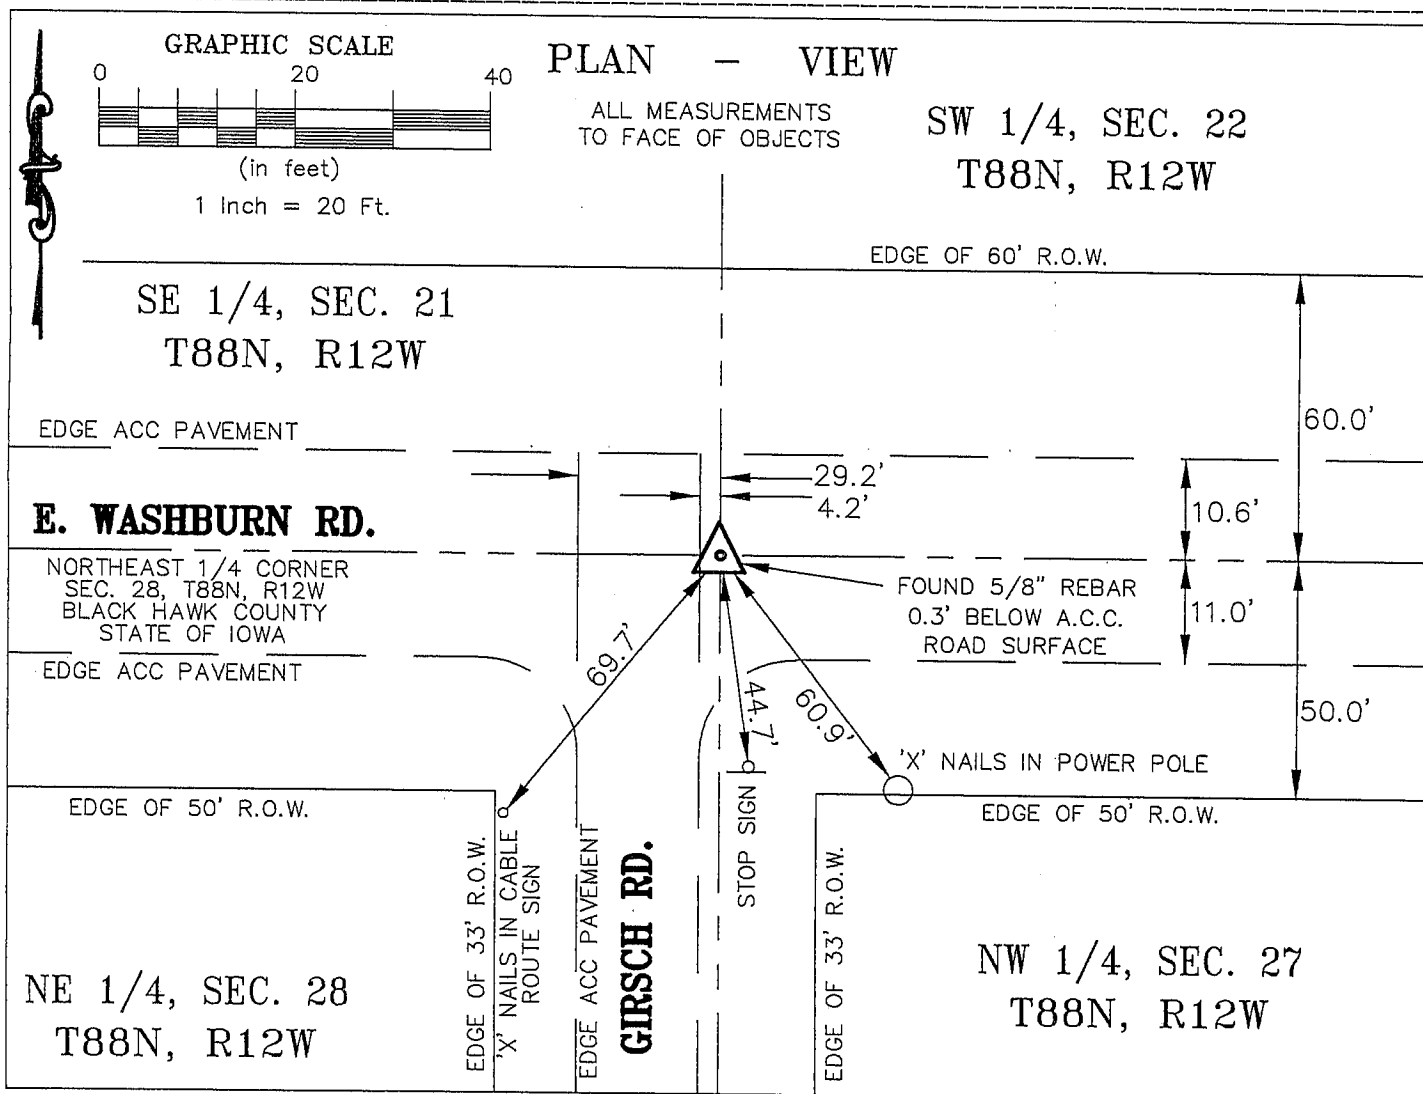 GRAPHIC SCALE
0 20 40
(in feet)
1 Inch = 20 Ft.
PLAN - VIEW
ALL MEASUREMENTS
TO FACE OF OBJECTS
SW 1/4, SEC. 22
T88N, R12W
EDGE OF 60' R.O.W.
SE 1/4, SEC. 21
T88N, R12W
60.0'
EDGE ACC PAVEMENT
29.2'
4.2'
10.6'
E. WASHBURN RD.
NORTHEAST 1/4 CORNER
SEC. 28, T88N, R12W
BLACK HAWK COUNTY
STATE OF IOWA
FOUND 5/8" REBAR
0.3' BELOW A.C.C.
ROAD SURFACE
11.0'
EDGE ACC PAVEMENT
69.7'
44.7'
60.9'
50.0'
'X' NAILS IN POWER POLE
EDGE OF 50' R.O.W.
EDGE OF 50' R.O.W.
EDGE OF 33' R.O.W.
'X' NAILS IN CABLE
ROUTE SIGN
EDGE ACC PAVEMENT
GIRSCH RD.
STOP SIGN
EDGE OF 33' R.O.W.
NE 1/4, SEC. 28
T88N, R12W
NW 1/4, SEC. 27
T88N, R12W